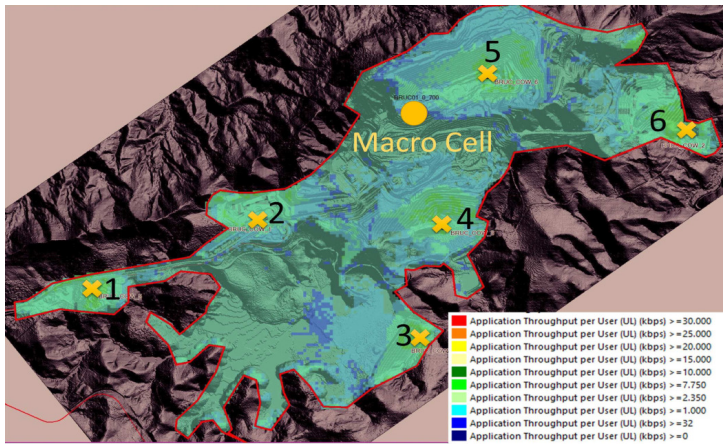 5
BRUC01_0_700
6
Macro Cell
2
4
1
3
Application Throughput per User (UL) (kbps) >=30.000
Application Throughput per User (UL) (kbps) >=25.000
Application Throughput per User (UL) (kbps) >=20.000
Application Throughput per User (UL) (kbps) >=15.000
Application Throughput per User (UL) (kbps) >=10.000
Application Throughput per User (UL) (kbps) >=7.750
Application Throughput per User (UL) (kbps) >=2.350
Application Throughput per User (UL) (kbps) >=1.000
Application Throughput per User (UL) (kbps) >=32
Application Throughput per User (UL) (kbps) >=0